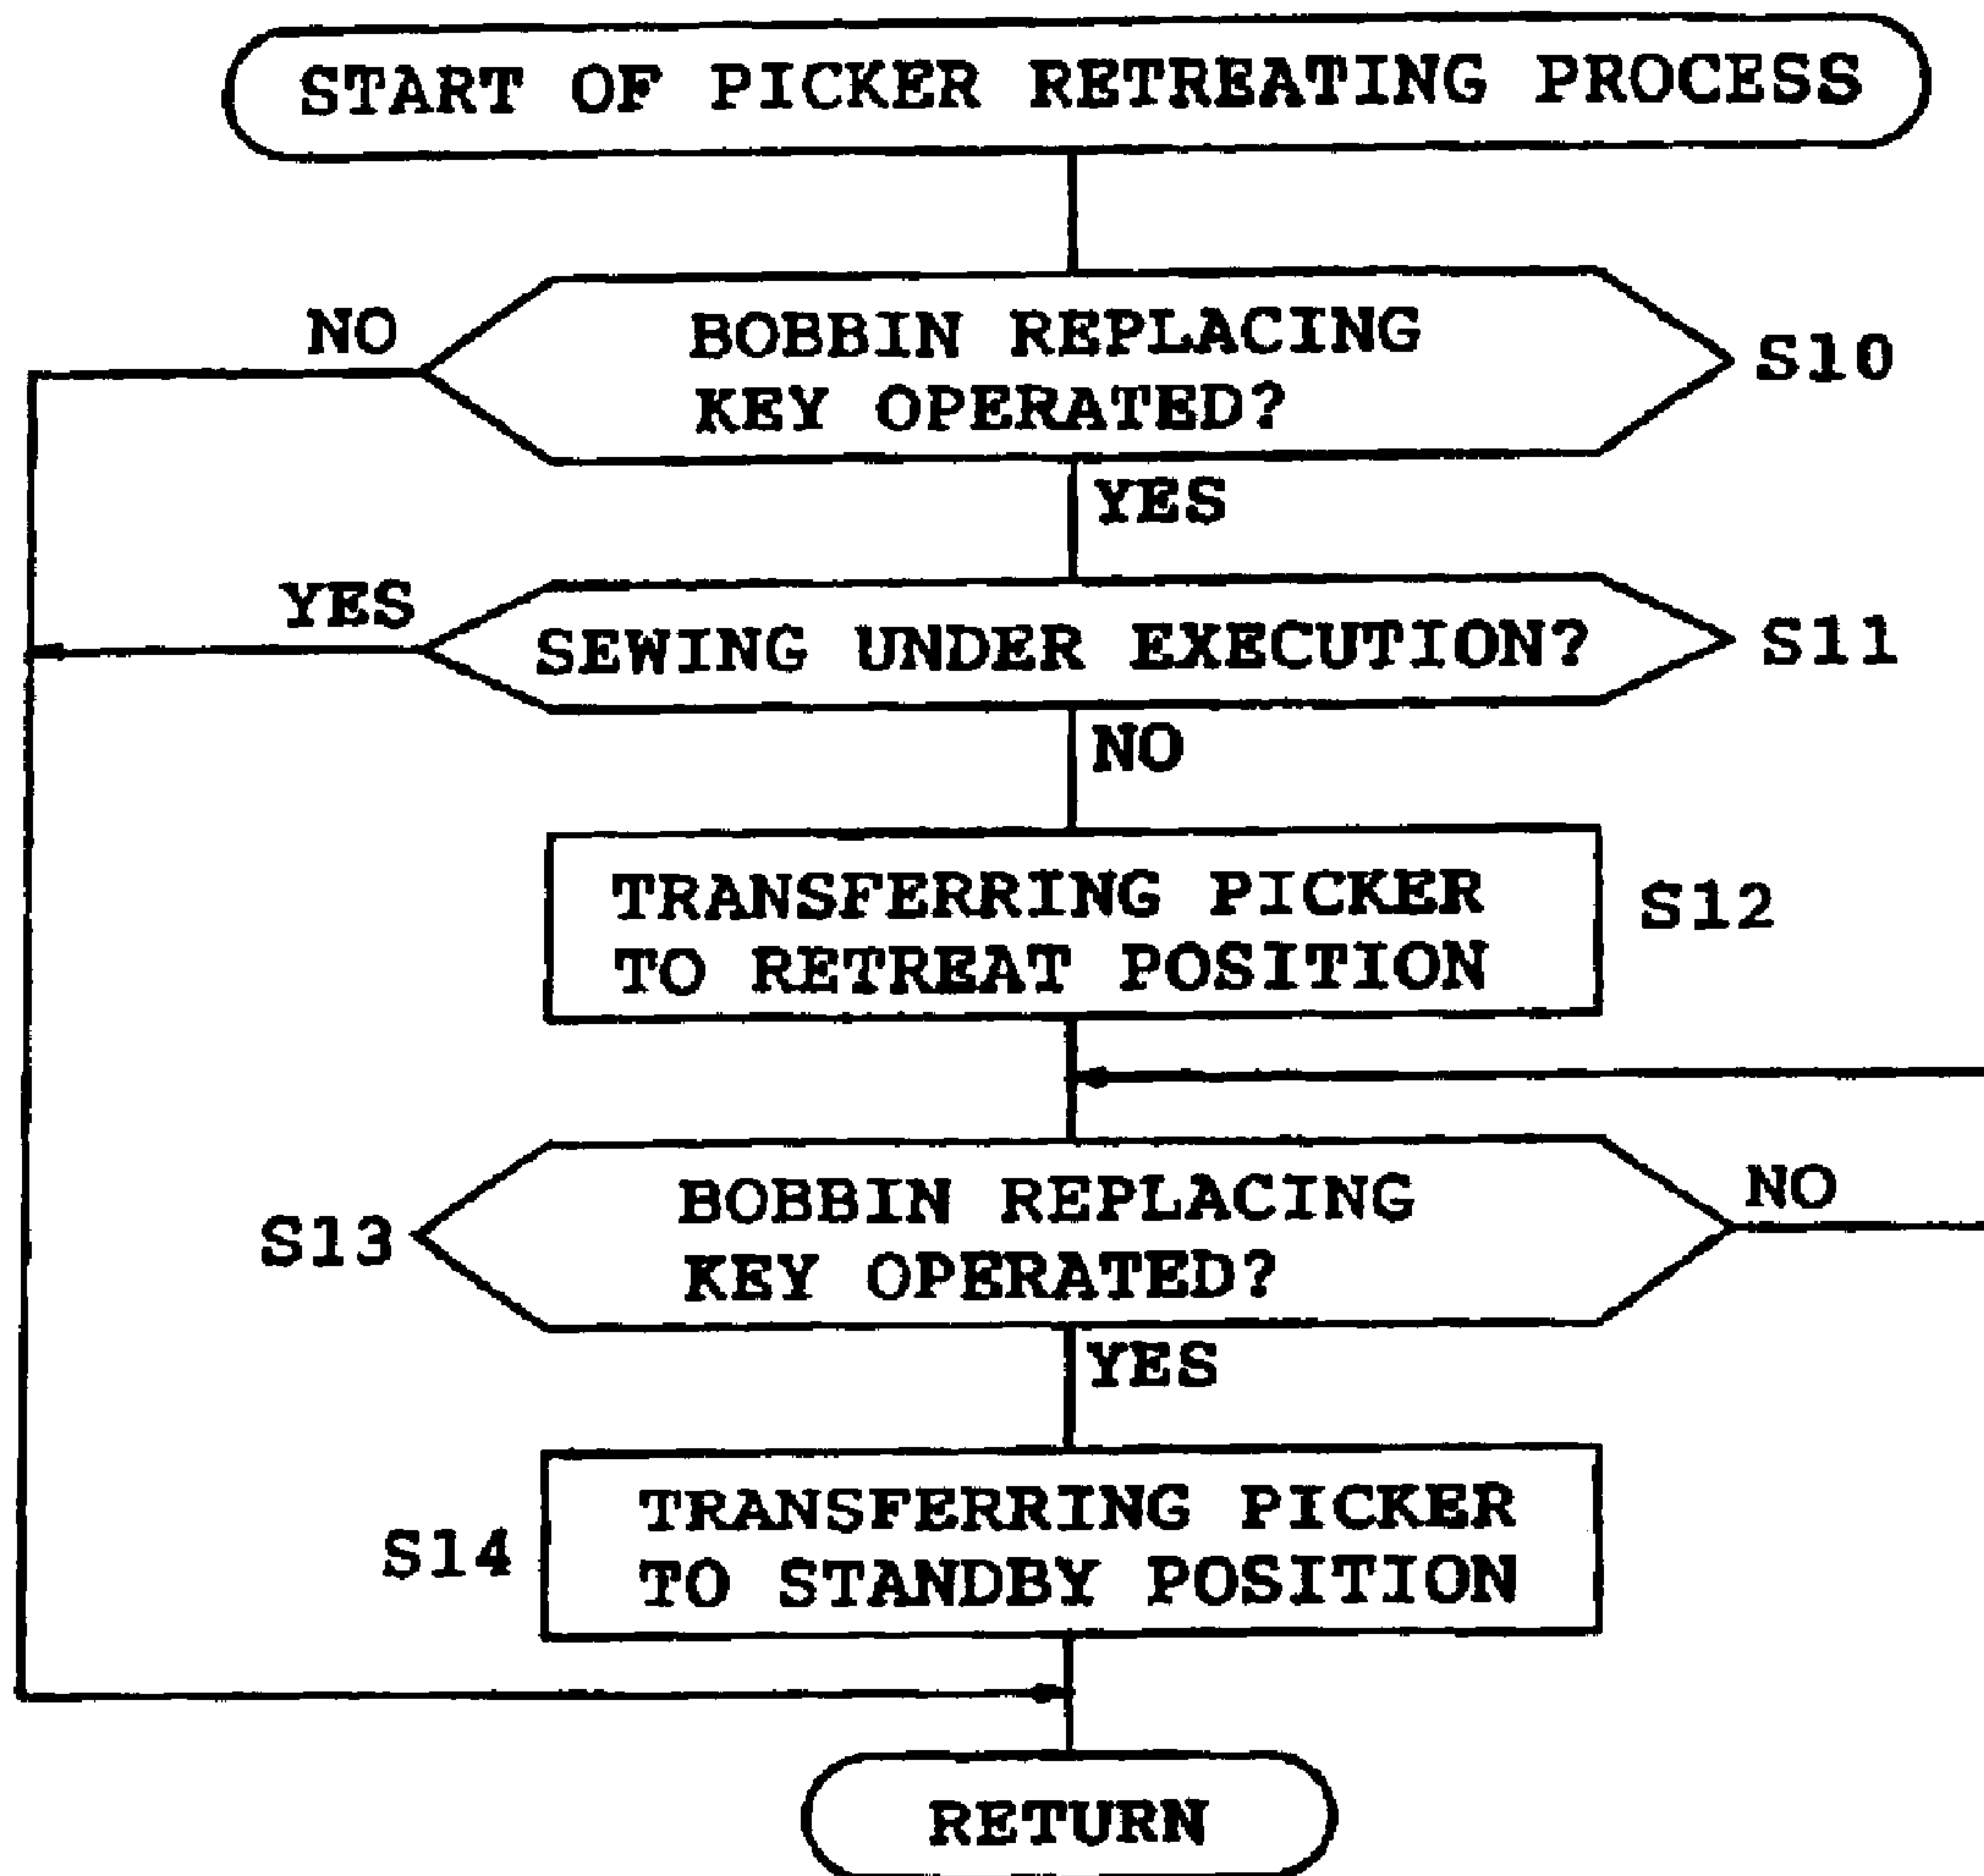 START OF PICKER RETREATING PROCESS
NO
BOBBIN REPLACING
KEY OPERATED?
S10
YES
YES
SEWING UNDER EXECUTION?
S11
NO
TRANSFERRING PICKER
TO RETREAT POSITION
S12
BOBBIN REPLACING
KEY OPERATED?
NO
S13
YES
TRANSFERRING PICKER
TO STANDBY POSITION
S14
RETURN